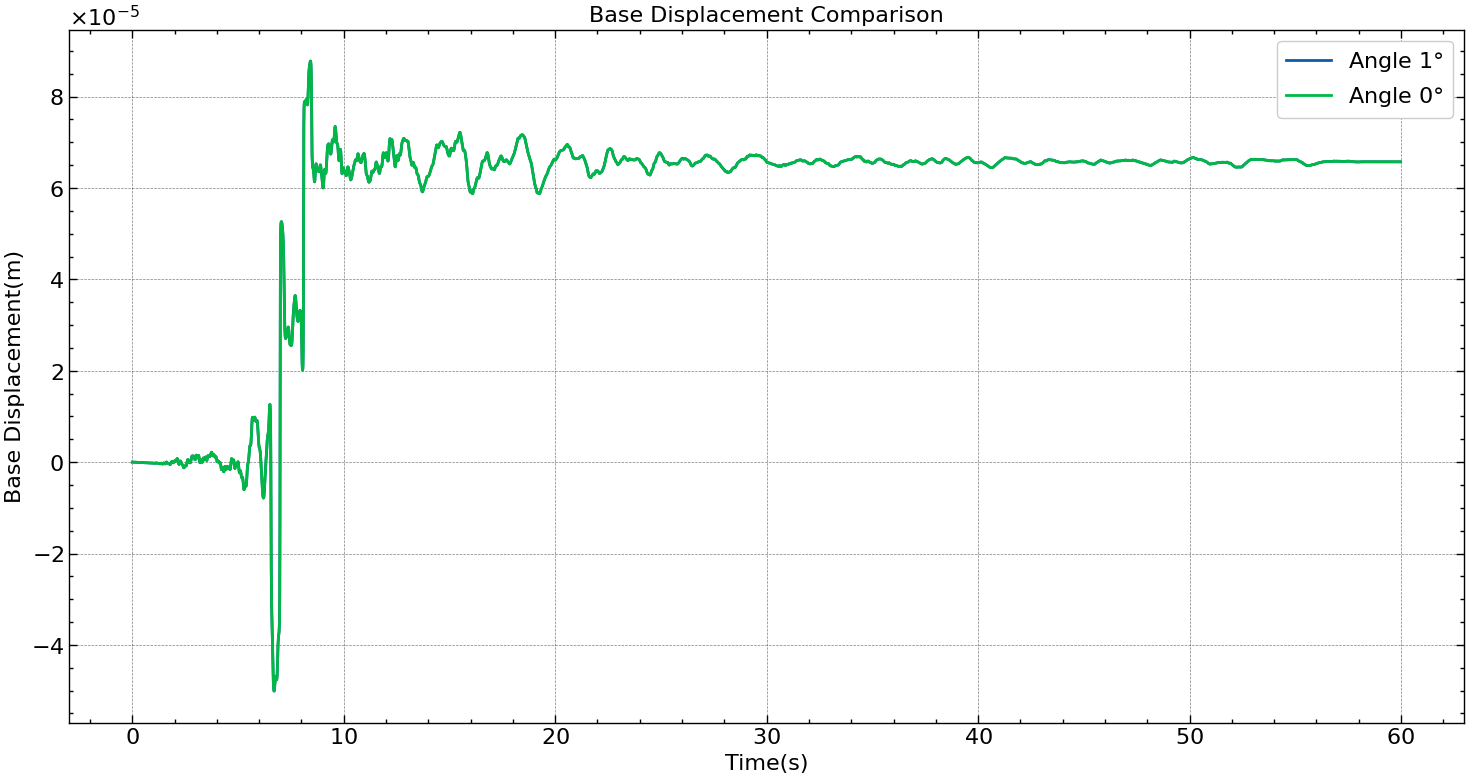 Base Displacement Comparison
×10⁻⁵
Angle 1°
Angle 0°
8
6
4
2
0
−2
−4
Base Displacement(m)
0 10 20 30 40 50 60
Time(s)